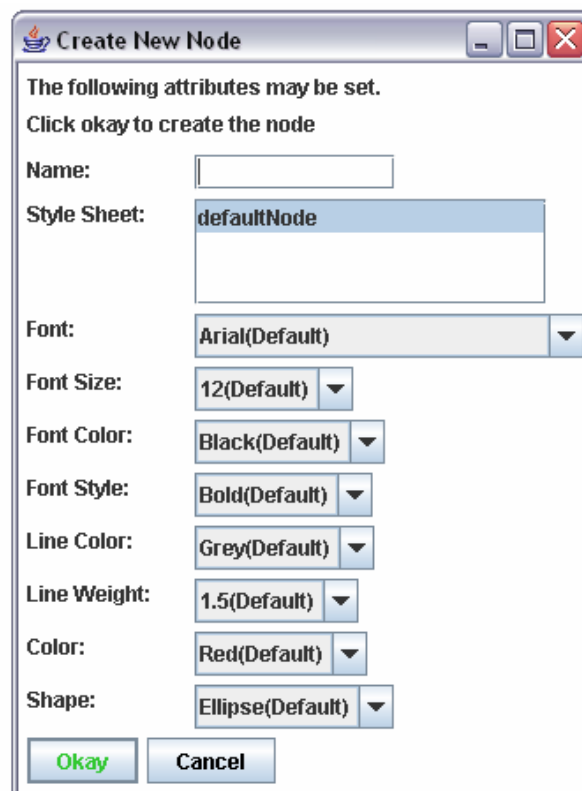 Create New Node
The following attributes may be set.
Click okay to create the node
Name:
Style Sheet: defaultNode
Font: Arial(Default)
Font Size: 12(Default)
Font Color: Black(Default)
Font Style: Bold(Default)
Line Color: Grey(Default)
Line Weight: 1.5(Default)
Color: Red(Default)
Shape: Ellipse(Default)
Okay Cancel